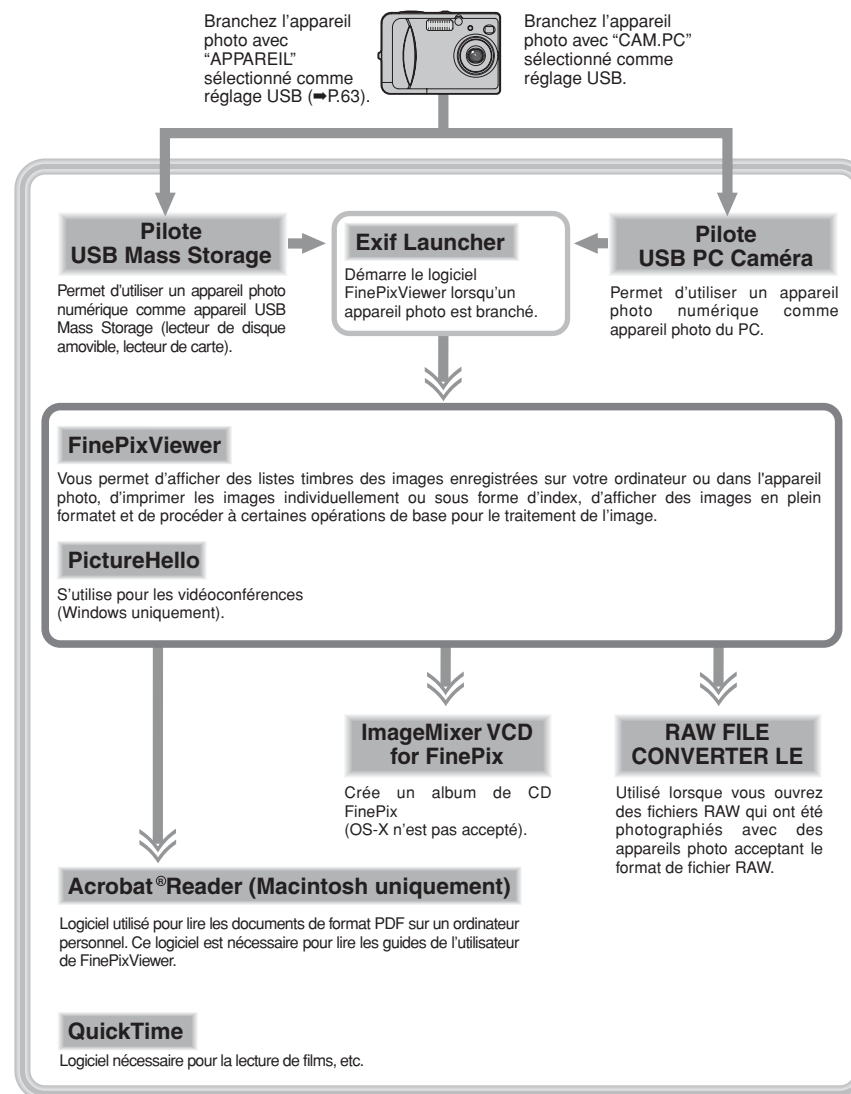 Branchez l’appareil
photo avec
“APPAREIL”
sélectionné comme
réglage USB (➡P.63).
Branchez l’appareil
photo avec “CAM.PC”
sélectionné comme
réglage USB.
Pilote
USB Mass Storage
Permet d’utiliser un appareil photo
numérique comme appareil USB
Mass Storage (lecteur de disque
amovible, lecteur de carte).
Exif Launcher
Démarre le logiciel
FinePixViewer lorsqu’un
appareil photo est branché.
Pilote
USB PC Caméra
Permet d’utiliser un appareil
photo numérique comme
appareil photo du PC.
FinePixViewer
Vous permet d’afficher des listes timbres des images enregistrées sur votre ordinateur ou dans l'appareil
photo, d’imprimer les images individuellement ou sous forme d’index, d’afficher des images en plein
formatet et de procéder à certaines opérations de base pour le traitement de l’image.
PictureHello
S’utilise pour les vidéoconférences
(Windows uniquement).
ImageMixer VCD
for FinePix
Crée un album de CD
FinePix
(OS-X n’est pas accepté).
RAW FILE
CONVERTER LE
Utilisé lorsque vous ouvrez
des fichiers RAW qui ont été
photographiés avec des
appareils photo acceptant le
format de fichier RAW.
Acrobat®Reader (Macintosh uniquement)
Logiciel utilisé pour lire les documents de format PDF sur un ordinateur
personnel. Ce logiciel est nécessaire pour lire les guides de l’utilisateur
de FinePixViewer.
QuickTime
Logiciel nécessaire pour la lecture de films, etc.